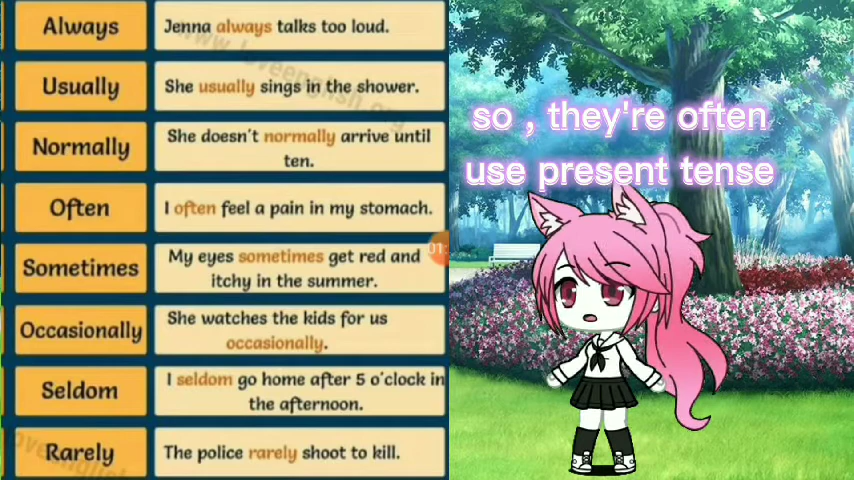 Always
Jenna always talks too loud.
Usually
She usually sings in the shower.
Normally
She doesn't normally arrive until
ten.
Often
I often feel a pain in my stomach.
Sometimes
My eyes sometimes get red and
itchy in the summer.
Occasionally
She watches the kids for us
occasionally.
Seldom
I seldom go home after 5 o'clock in
the afternoon.
Rarely
The police rarely shoot to kill.
www.loveenglish.org
so , they're often
use present tense